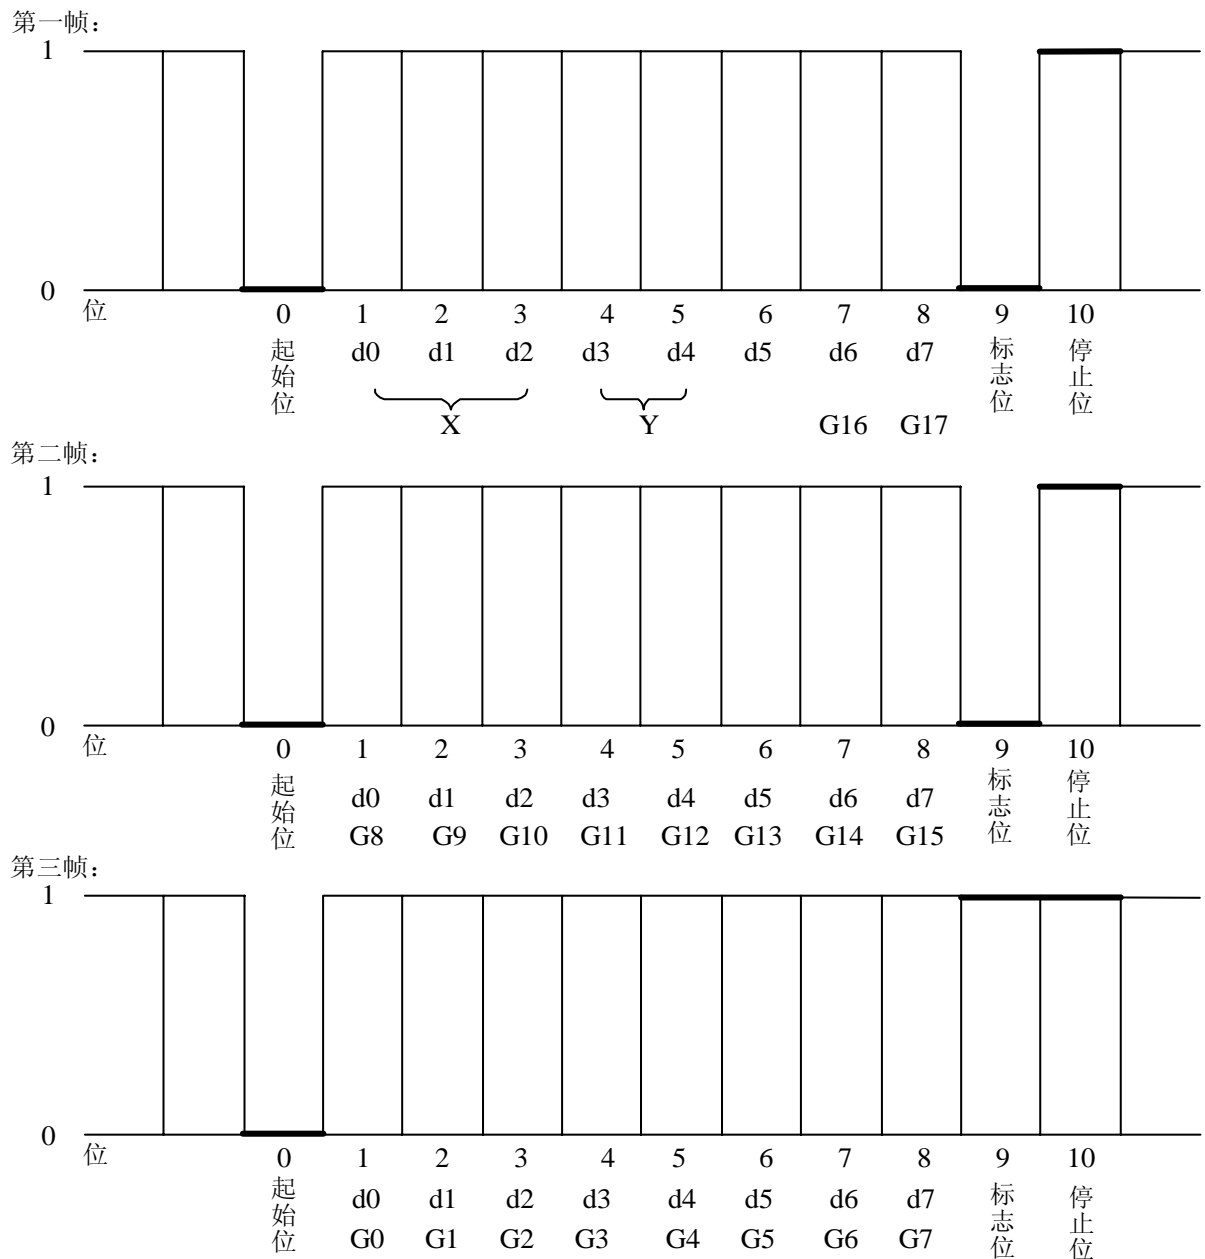 第一帧：
1
0
位 0 1 2 3 4 5 6 7 8 9 10
起始位 d0 d1 d2 d3 d4 d5 d6 d7 标志位 停止位
X Y G16 G17
第二帧：
1
0
位 0 1 2 3 4 5 6 7 8 9 10
起始位 d0 d1 d2 d3 d4 d5 d6 d7 标志位 停止位
G8 G9 G10 G11 G12 G13 G14 G15
第三帧：
1
0
位 0 1 2 3 4 5 6 7 8 9 10
起始位 d0 d1 d2 d3 d4 d5 d6 d7 标志位 停止位
G0 G1 G2 G3 G4 G5 G6 G7